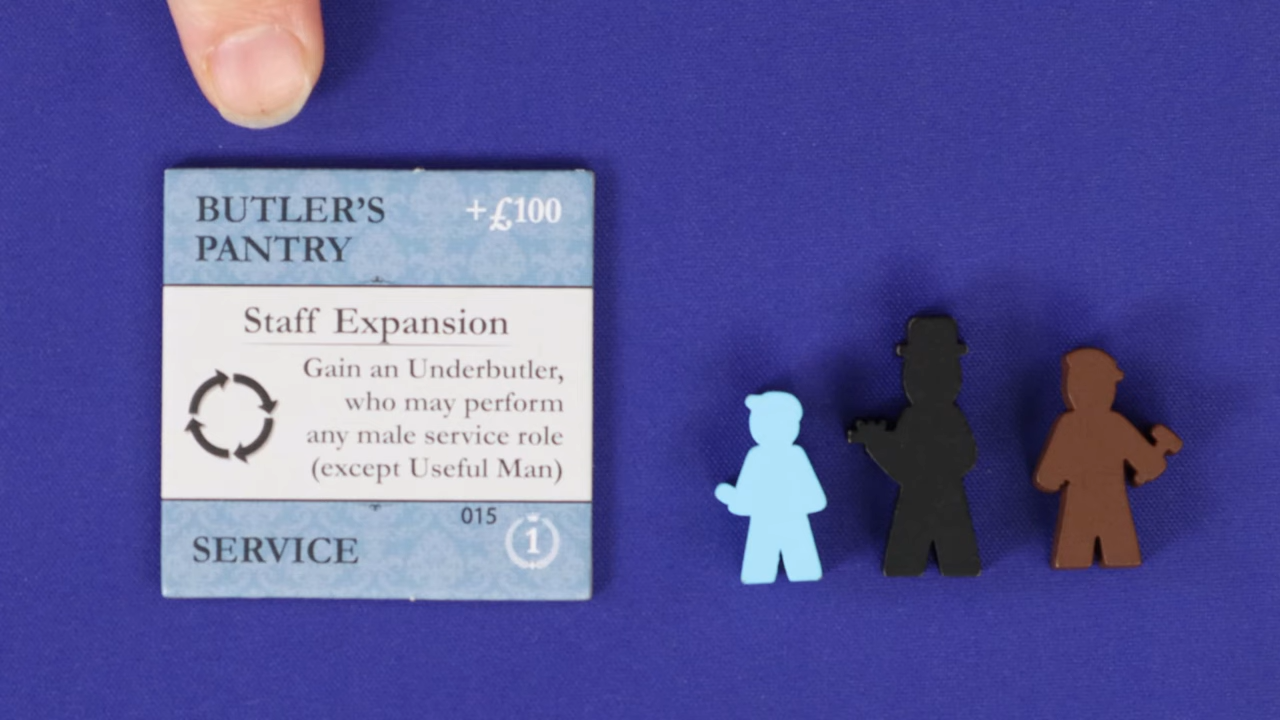 BUTLER'S
PANTRY
+£100
Staff Expansion
Gain an Underbutler,
who may perform
any male service role
(except Useful Man)
015
SERVICE
1